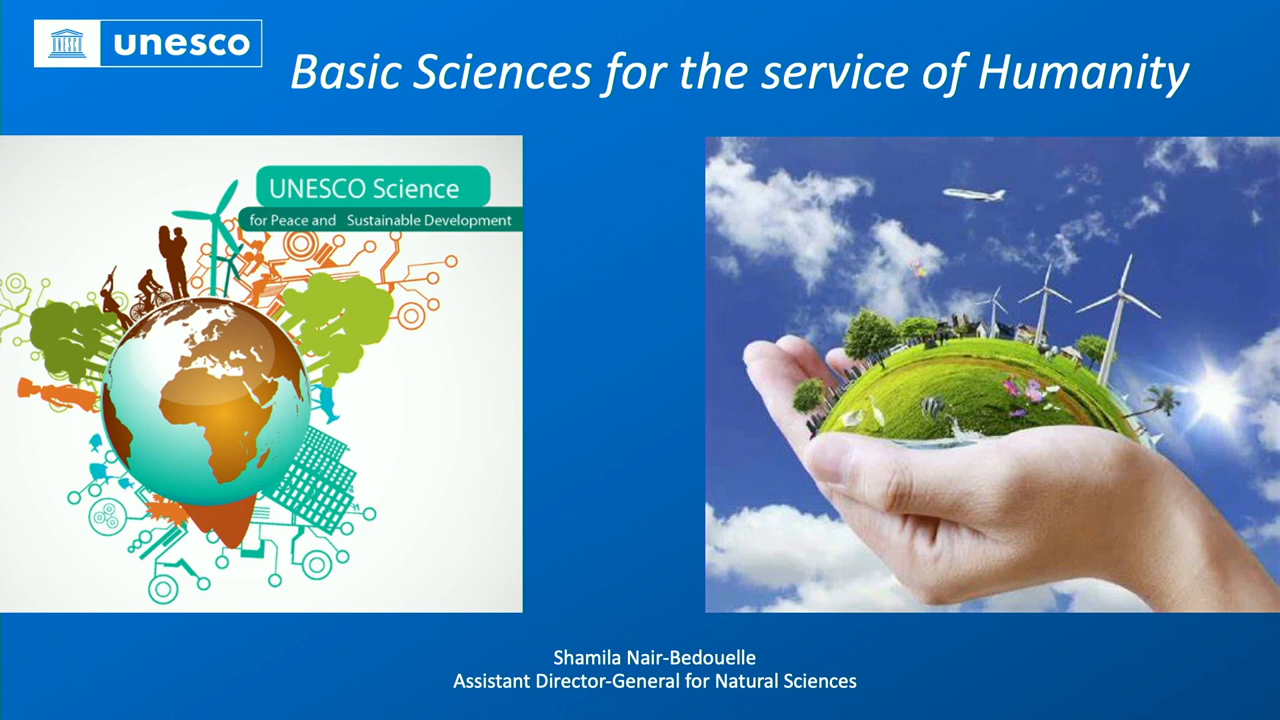 unesco
Basic Sciences for the service of Humanity
UNESCO Science
for Peace and Sustainable Development
Shamila Nair-Bedouelle
Assistant Director-General for Natural Sciences